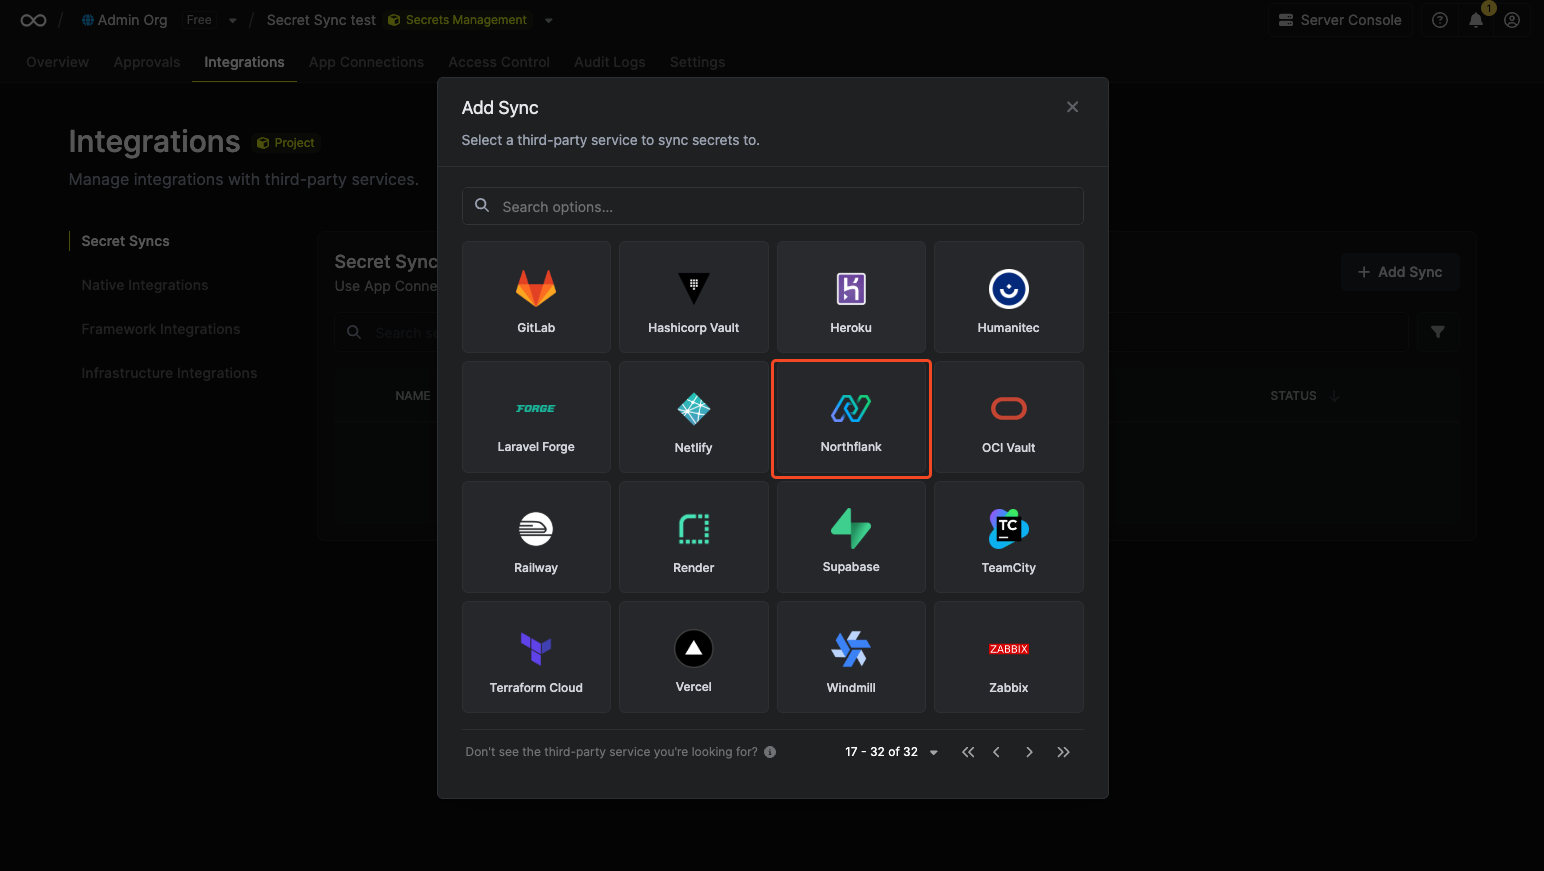 Admin Org Free Secret Sync test Secrets Management Server Console 1
Overview Approvals Integrations App Connections Access Control Audit Logs Settings
Integrations Project
Manage integrations with third-party services.
Secret Syncs
Native Integrations
Framework Integrations
Infrastructure Integrations
Secret Sync
Use App Conne
Add Sync
Search se
NAME STATUS
Add Sync
Select a third-party service to sync secrets to.
Search options...
GitLab Hashicorp Vault Heroku Humanitec
FORGE
Laravel Forge Netlify Northflank OCI Vault
TC
Railway Render Supabase TeamCity
ZABBIX
Terraform Cloud Vercel Windmill Zabbix
Don't see the third-party service you're looking for? 17 - 32 of 32